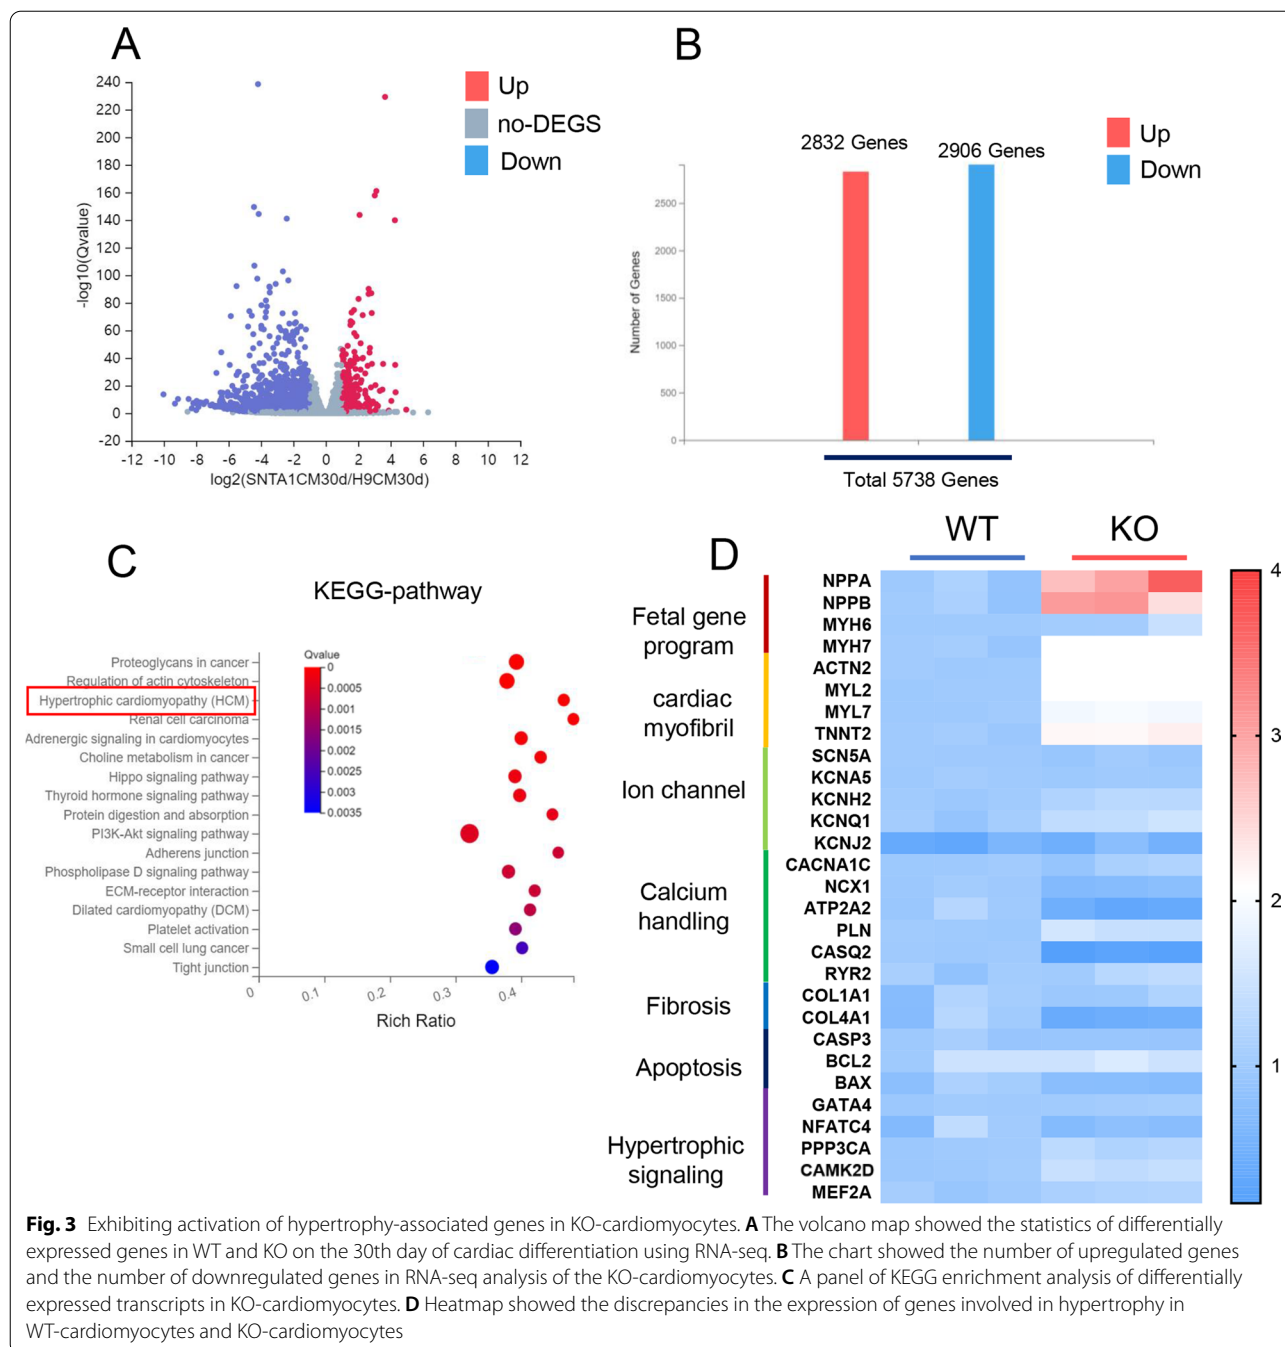 A
Up
no-DEGS
Down
-log10(Qvalue)
240
220
200
180
160
140
120
100
80
60
40
20
0
-20
-12 -10 -8 -6 -4 -2 0 2 4 6 8 10 12
log2(SNTA1CM30d/H9CM30d)
B
2832 Genes
2906 Genes
Up
Down
Number of Genes
2500
2000
1500
1000
500
0
Total 5738 Genes
C
KEGG-pathway
Qvalue
0
0.0005
0.001
0.0015
0.002
0.0025
0.003
0.0035
Proteoglycans in cancer
Regulation of actin cytoskeleton
Hypertrophic cardiomyopathy (HCM)
Renal cell carcinoma
Adrenergic signaling in cardiomyocytes
Choline metabolism in cancer
Hippo signaling pathway
Thyroid hormone signaling pathway
Protein digestion and absorption
PI3K-Akt signaling pathway
Adherens junction
Phospholipase D signaling pathway
ECM-receptor interaction
Dilated cardiomyopathy (DCM)
Platelet activation
Small cell lung cancer
Tight junction
0 0.1 0.2 0.3 0.4
Rich Ratio
D
WT
KO
Fetal gene
program
cardiac
myofibril
Ion channel
Calcium
handling
Fibrosis
Apoptosis
Hypertrophic
signaling
NPPA
NPPB
MYH6
MYH7
ACTN2
MYL2
MYL7
TNNT2
SCN5A
KCNA5
KCNH2
KCNQ1
KCNJ2
CACNA1C
NCX1
ATP2A2
PLN
CASQ2
RYR2
COL1A1
COL4A1
CASP3
BCL2
BAX
GATA4
NFATC4
PPP3CA
CAMK2D
MEF2A
4
3
2
1
Fig. 3 Exhibiting activation of hypertrophy-associated genes in KO-cardiomyocytes. A The volcano map showed the statistics of differentially
expressed genes in WT and KO on the 30th day of cardiac differentiation using RNA-seq. B The chart showed the number of upregulated genes
and the number of downregulated genes in RNA-seq analysis of the KO-cardiomyocytes. C A panel of KEGG enrichment analysis of differentially
expressed transcripts in KO-cardiomyocytes. D Heatmap showed the discrepancies in the expression of genes involved in hypertrophy in
WT-cardiomyocytes and KO-cardiomyocytes